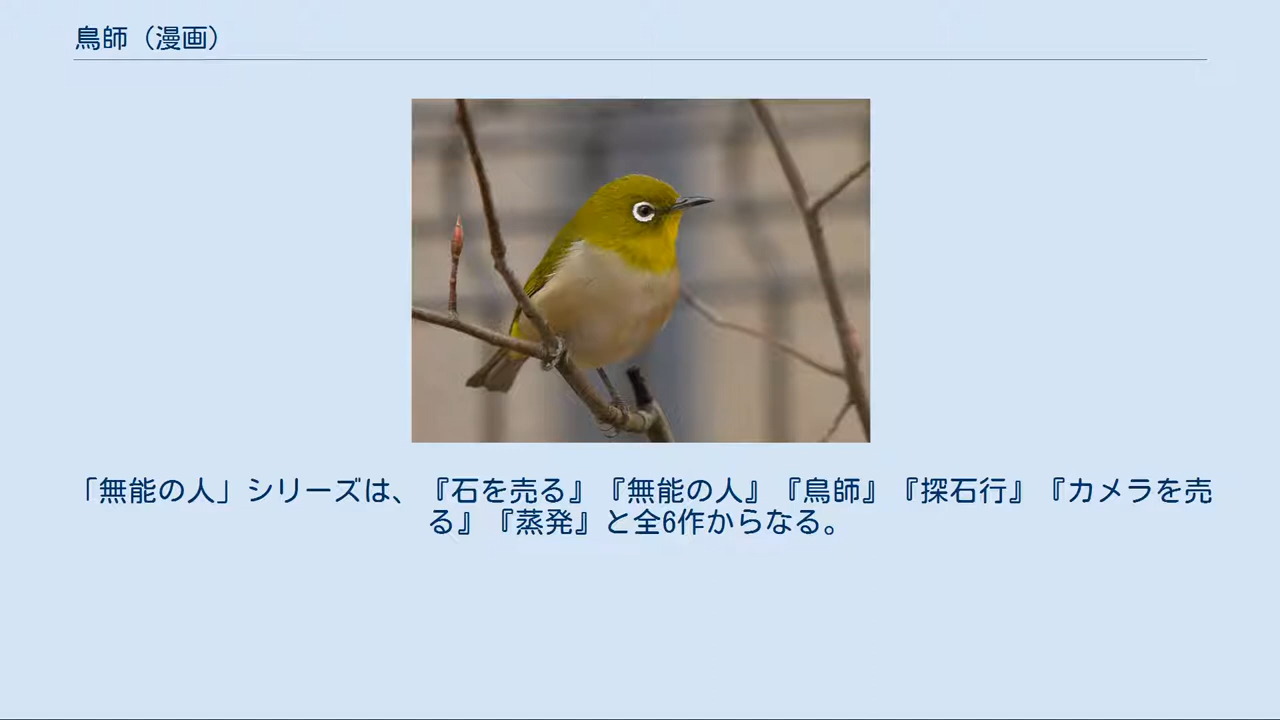 鳥師（漫画）
「無能の人」シリーズは、『石を売る』『無能の人』『鳥師』『探石行』『カメラを売
る』『蒸発』と全6作からなる。